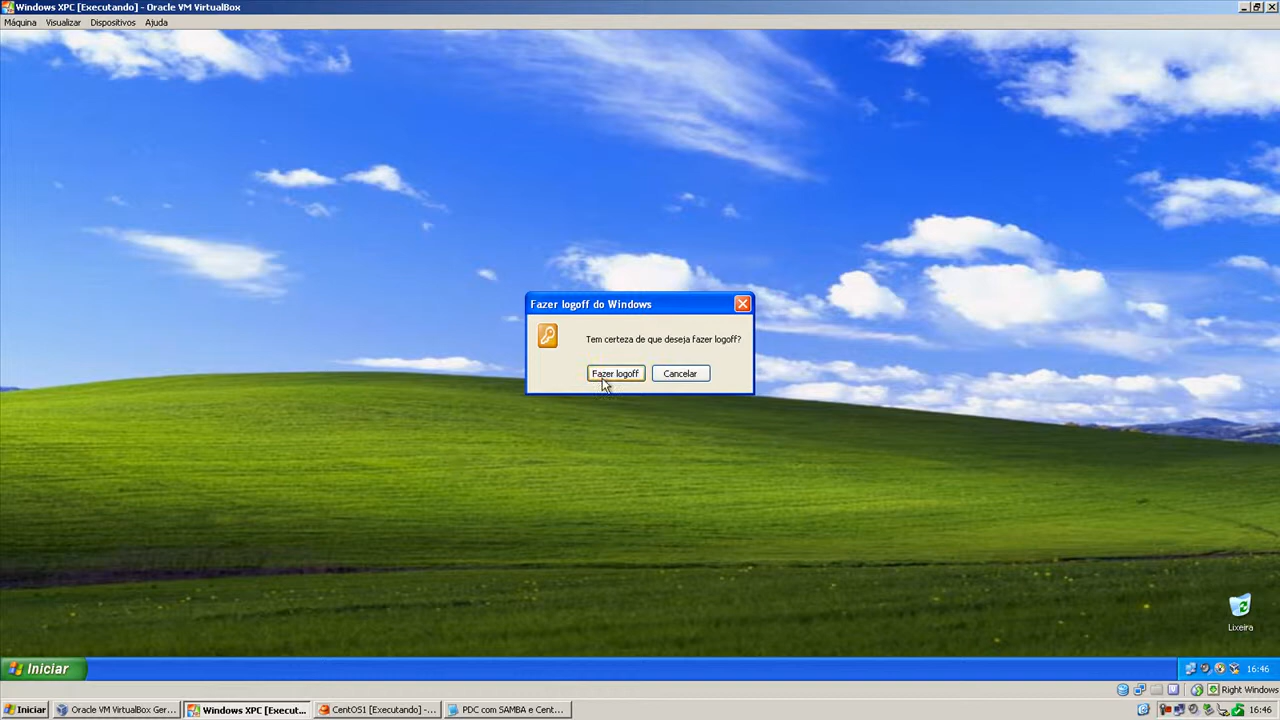 Windows XPC [Executando] - Oracle VM VirtualBox
Máquina Visualizar Dispositivos Ajuda
Fazer logoff do Windows
Tem certeza de que deseja fazer logoff?
Fazer logoff Cancelar
Lixeira
Iniciar 16:46
Right Windows
Iniciar Oracle VM VirtualBox Ger... Windows XPC [Execut... CentOS1 [Executando] -... PDC com SAMBA e Cent... 16:46